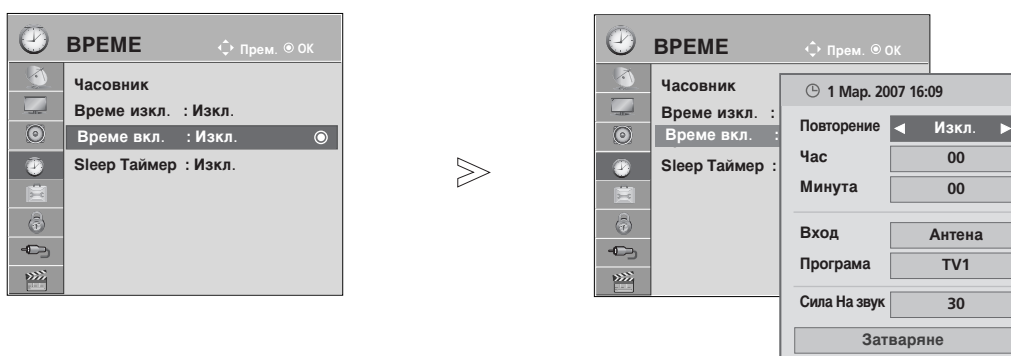 ВРЕМЕ Прем. OK
Часовник
Време изкл. : Изкл.
Време вкл. : Изкл.
Sleep Таймер : Изкл.
ВРЕМЕ Прем. OK
Часовник
Време изкл. :
Време вкл. :
Sleep Таймер :
1 Мар. 2007 16:09
Повторение ◄ Изкл. ►
Час 00
Минута 00
Вход Антена
Програма TV1
Сила На звук 30
Затваряне